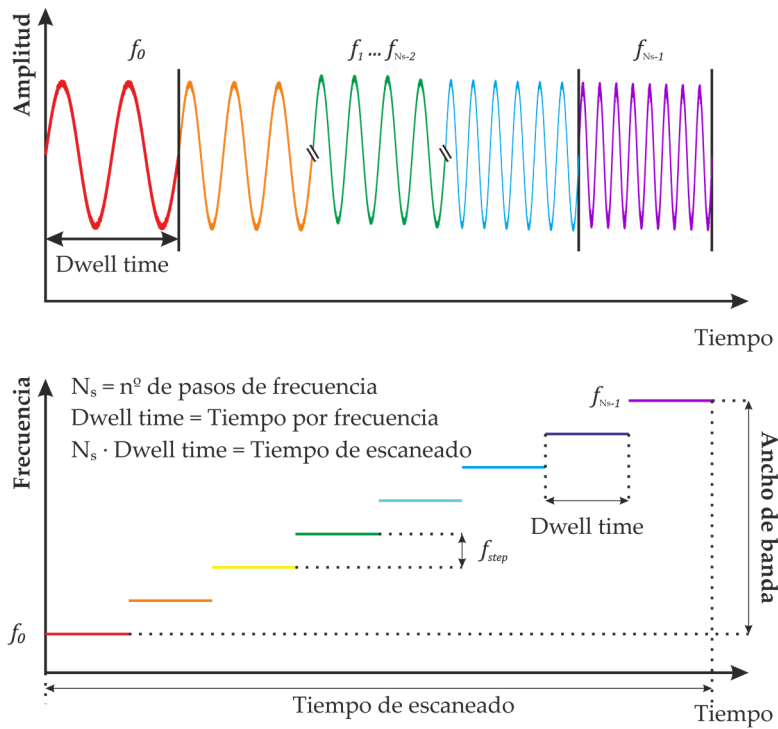 Amplitud
f0
f1 ... fNs-2
fNs-1
Dwell time
Tiempo
Frecuencia
Ns = nº de pasos de frecuencia
Dwell time = Tiempo por frecuencia
Ns · Dwell time = Tiempo de escaneado
fNs-1
Ancho de banda
Dwell time
fstep
f0
Tiempo de escaneado
Tiempo